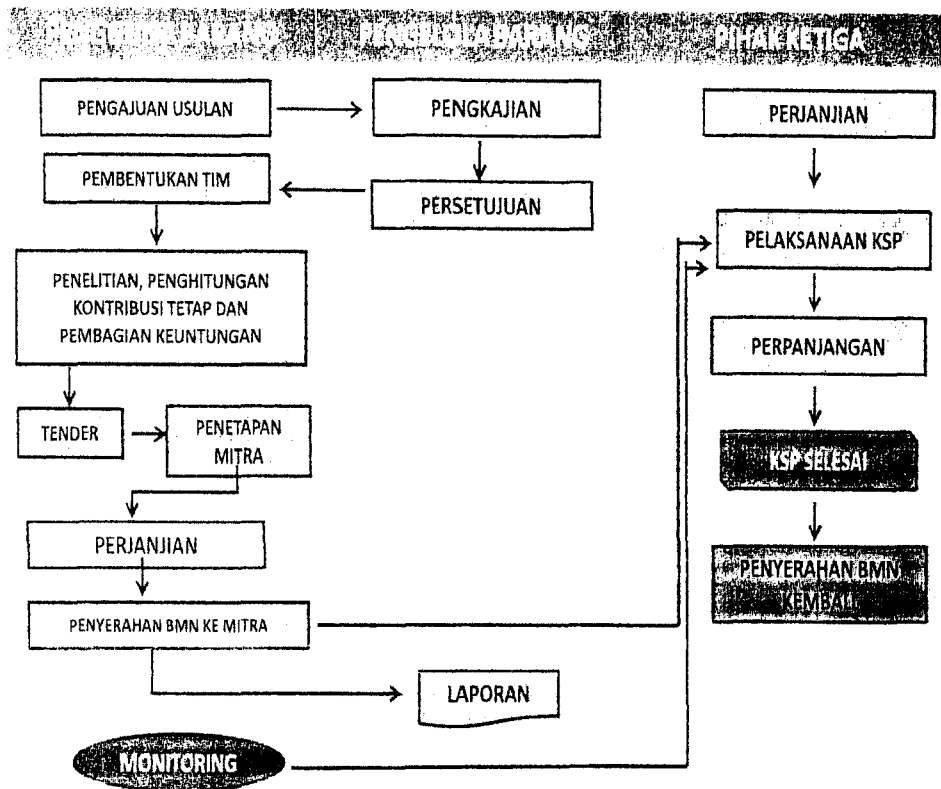 BARANG
PENGELOLA BARANG
PIHAK KETIGA
PENGAJUAN USULAN
PENGKAJIAN
PERJANJIAN
PEMBENTUKAN TIM
PERSETUJUAN
PELAKSANAAN KSP
PENELITIAN, PENGHITUNGAN
KONTRIBUSI TETAP DAN
PEMBAGIAN KEUNTUNGAN
PERPANJANGAN
TENDER
PENETAPAN
MITRA
KSP SELESAI
PERJANJIAN
PENYERAHAN BMN
KEMBALI
PENYERAHAN BMN KE MITRA
LAPORAN
MONITORING